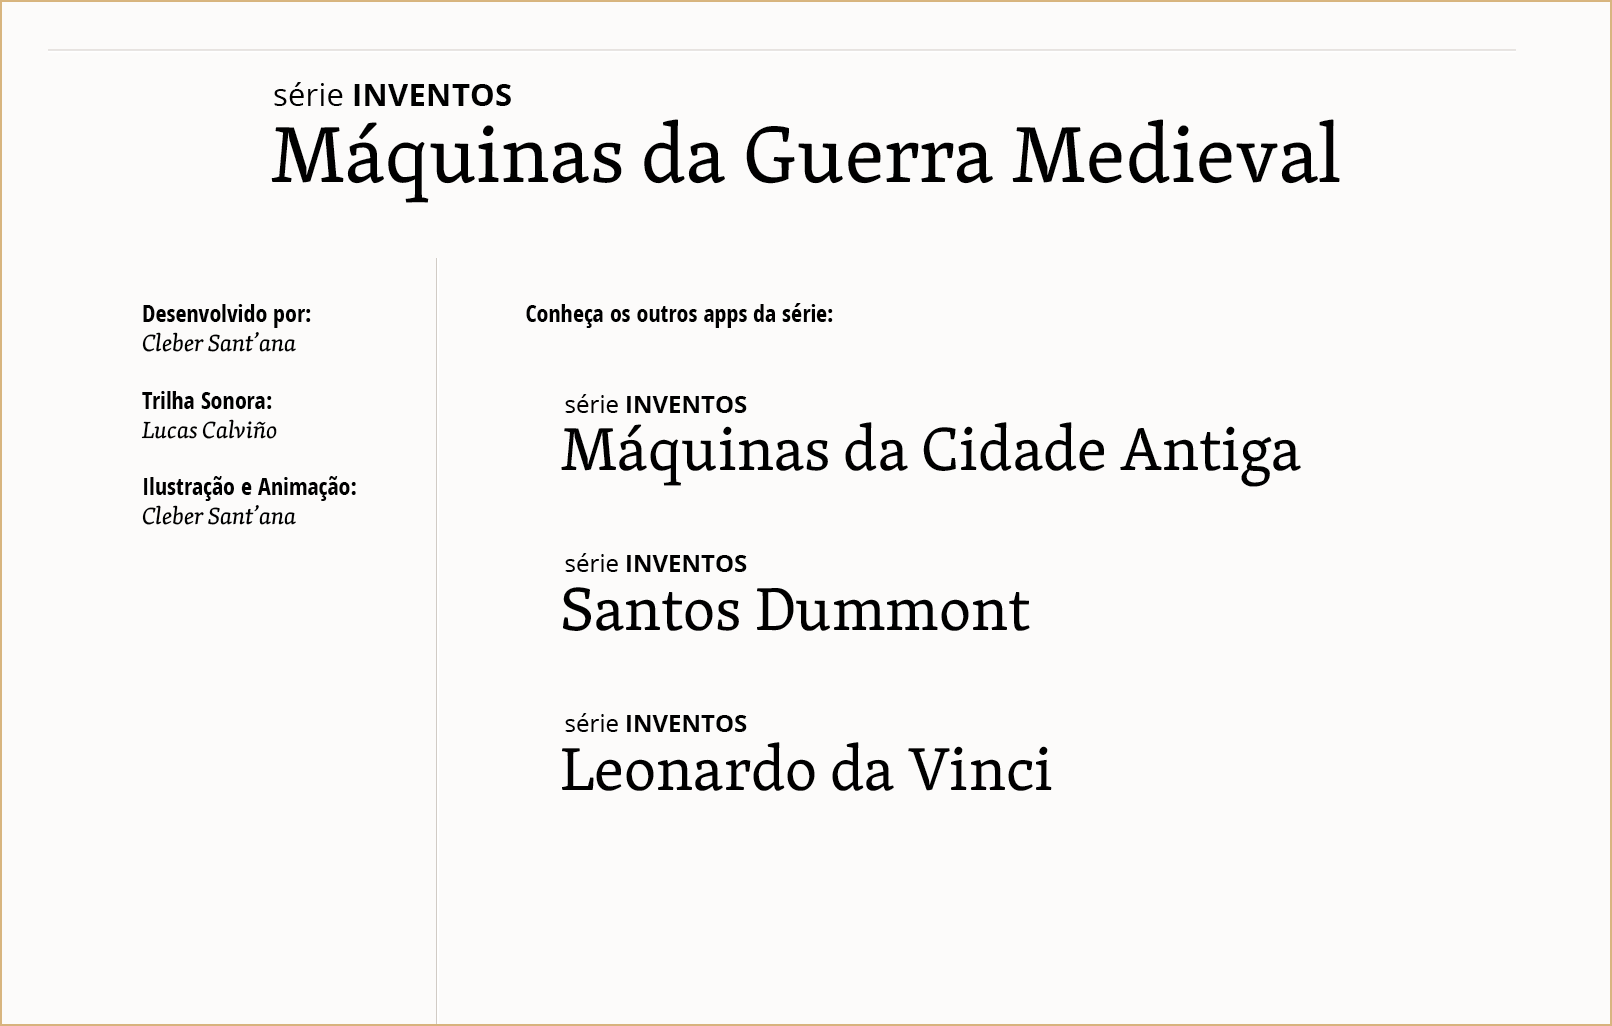 série INVENTOS
Máquinas da Guerra Medieval
Desenvolvido por:
Cleber Sant’ana
Trilha Sonora:
Lucas Calviño
Ilustração e Animação:
Cleber Sant’ana
Conheça os outros apps da série:
série INVENTOS
Máquinas da Cidade Antiga
série INVENTOS
Santos Dummont
série INVENTOS
Leonardo da Vinci